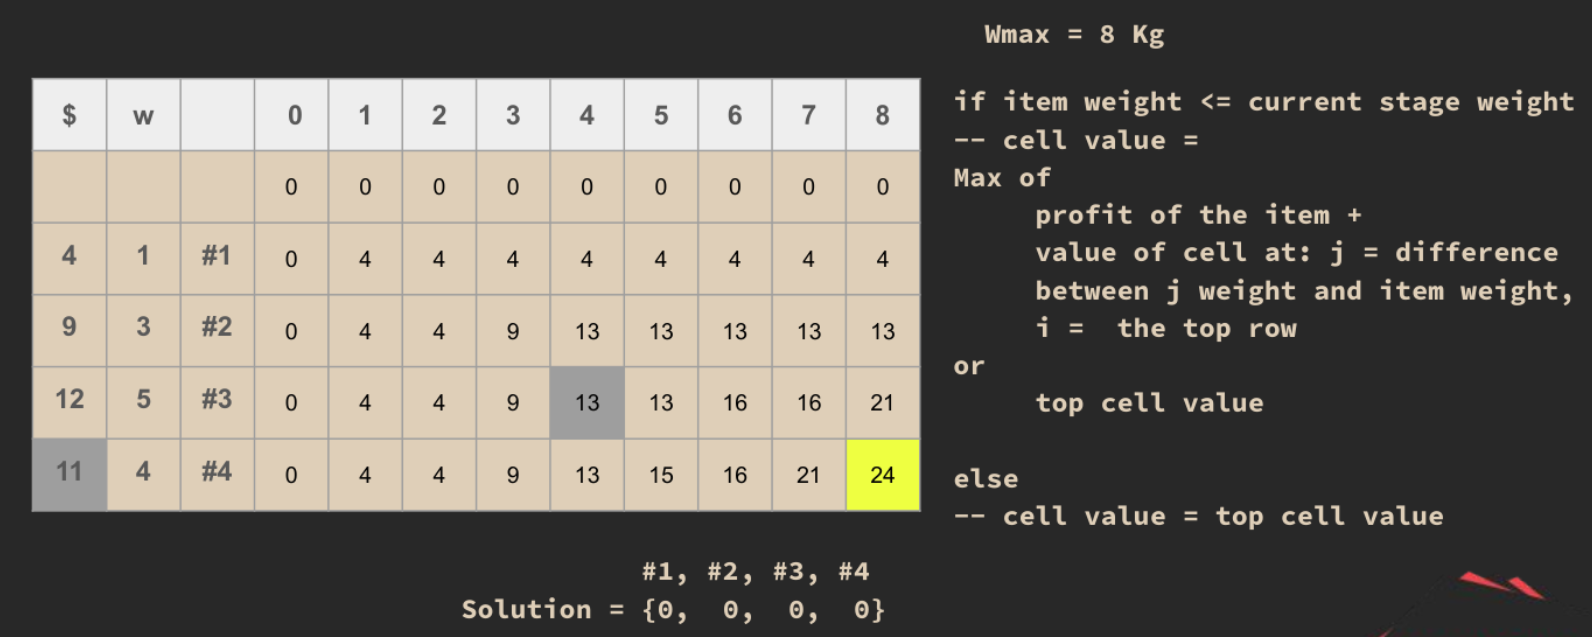 Wmax = 8 Kg
$ w 0 1 2 3 4 5 6 7 8
0 0 0 0 0 0 0 0 0
4 1 #1 0 4 4 4 4 4 4 4 4
9 3 #2 0 4 4 9 13 13 13 13 13
12 5 #3 0 4 4 9 13 13 16 16 21
11 4 #4 0 4 4 9 13 15 16 21 24
if item weight <= current stage weight
-- cell value =
Max of
profit of the item +
value of cell at: j = difference
between j weight and item weight,
i = the top row
or
top cell value
else
-- cell value = top cell value
#1, #2, #3, #4
Solution = {0, 0, 0, 0}